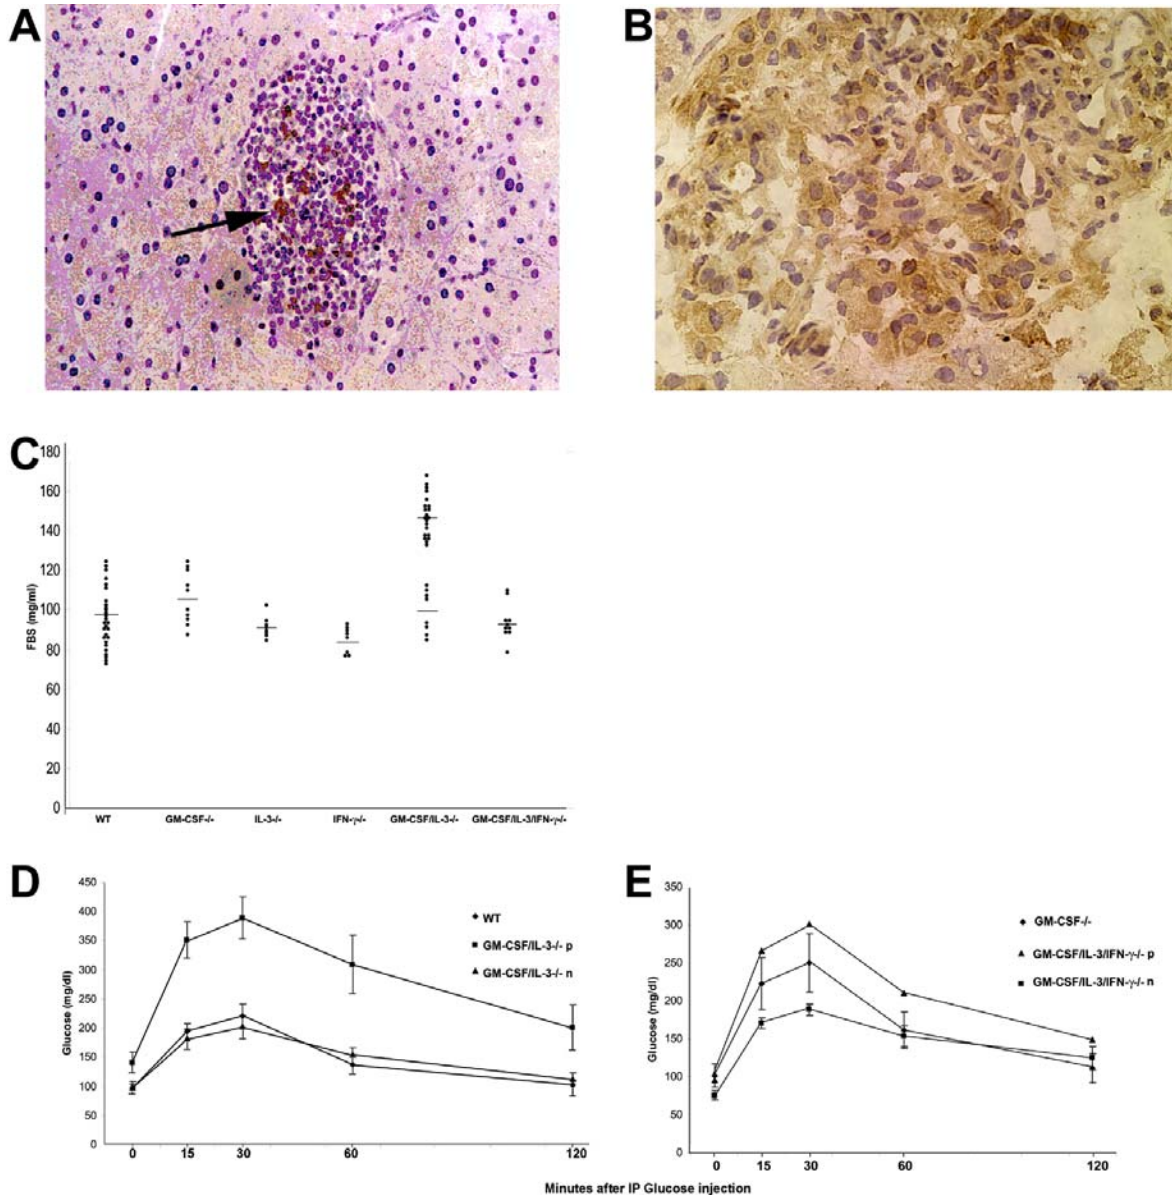 A
B
C
180
160
140
120
100
80
60
40
20
0
FBS (mg/ml)
WT
GM-CSF-/-
IL-3-/-
IFN-γ-/-
GM-CSF/IL-3-/-
GM-CSF/IL-3/IFN-γ-/-
D
450
400
350
300
250
200
150
100
50
0
Glucose (mg/dl)
WT
GM-CSF/IL-3-/- p
GM-CSF/IL-3-/- n
0
15
30
60
120
E
350
300
250
200
150
100
50
0
Glucose (mg/dl)
GM-CSF-/-
GM-CSF/IL-3/IFN-γ-/- p
GM-CSF/IL-3/IFN-γ-/- n
0
15
30
60
120
Minutes after IP Glucose injection